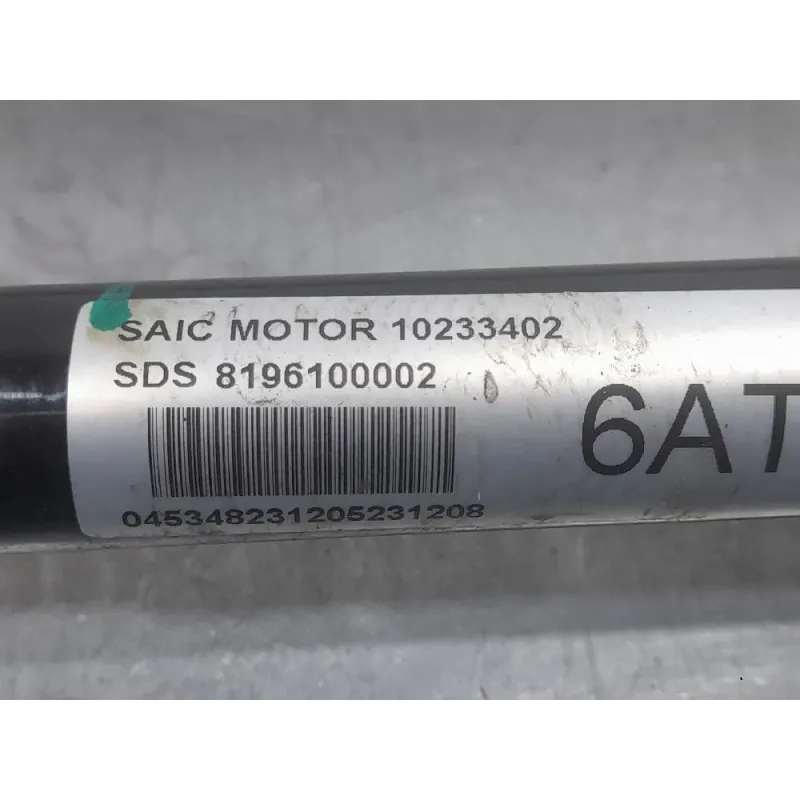 SAIC MOTOR 10233402
SDS 8196100002
6AT
045348231205231208